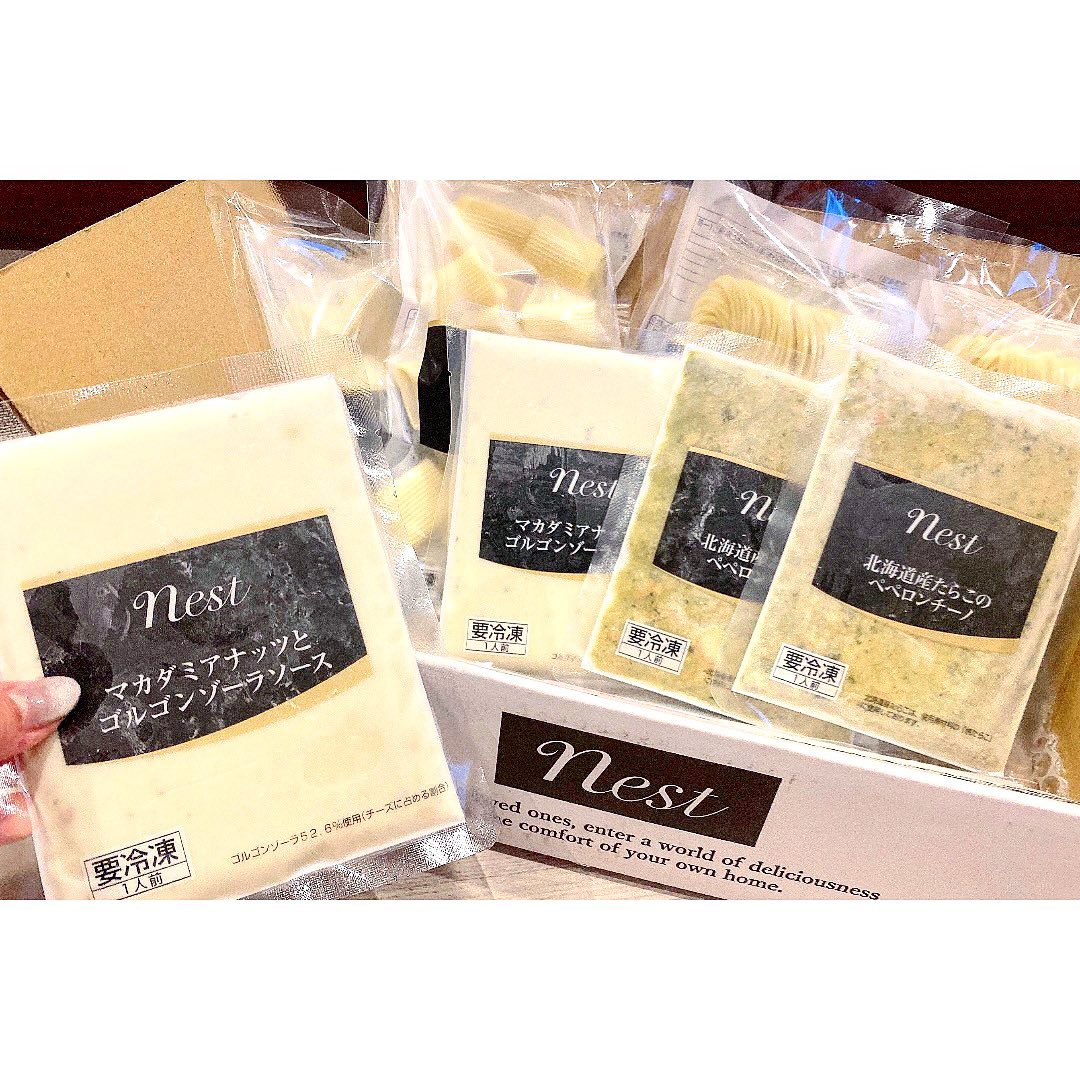 nest
マカダミアナッツと
ゴルゴンゾーラソース
ゴルゴンゾーラ52.6%使用(チーズに占める割合)
要冷凍
1人前
nest
マカダミアナ
ゴルゴンゾー
要冷凍
1人前
北海道産
ペペロン
要冷凍
1人前
nest
北海道産たらこの
ペペロンチーノ
要冷凍
1人前
nest
ones, enter a world of deliciousness
comfort of your own home.